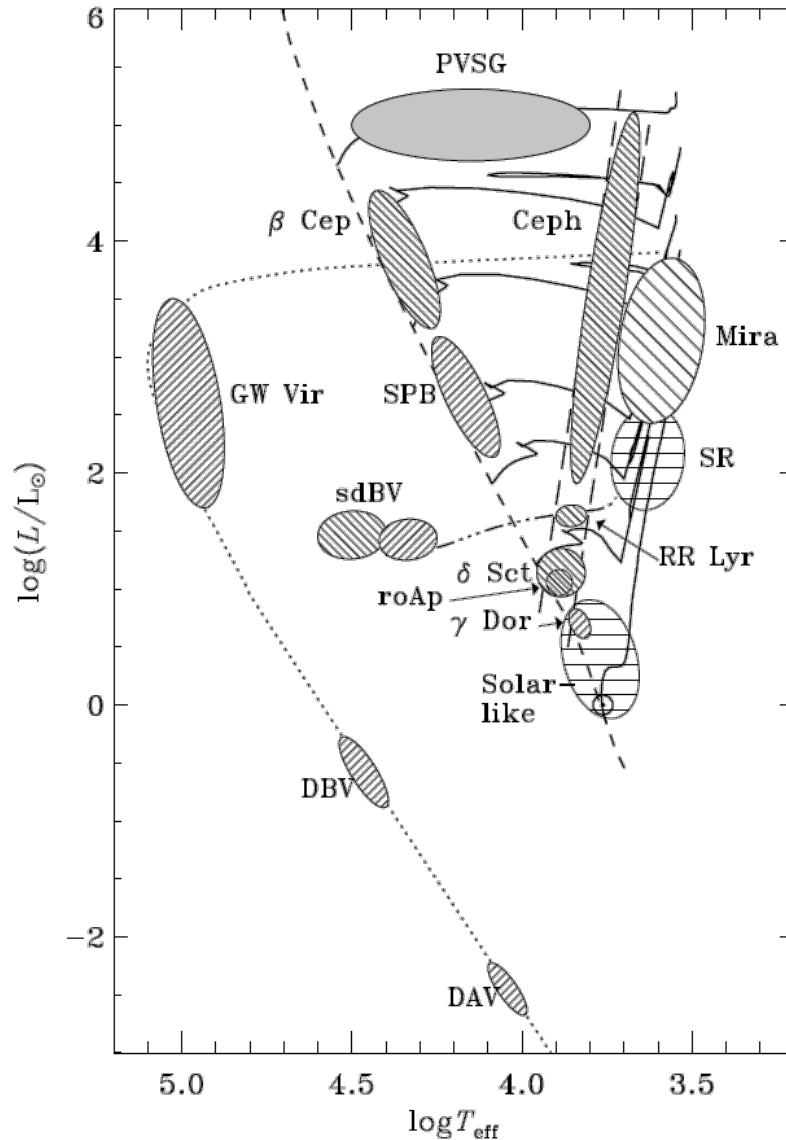 6
PVSG
β Cep
Ceph
4
Mira
GW Vir
SPB
SR
2
sdBV
RR Lyr
δ Sct
roAp
γ Dor
Solar
like
0
DBV
−2
DAV
5.0
4.5
4.0
3.5
log(L/L☉)
log T_eff